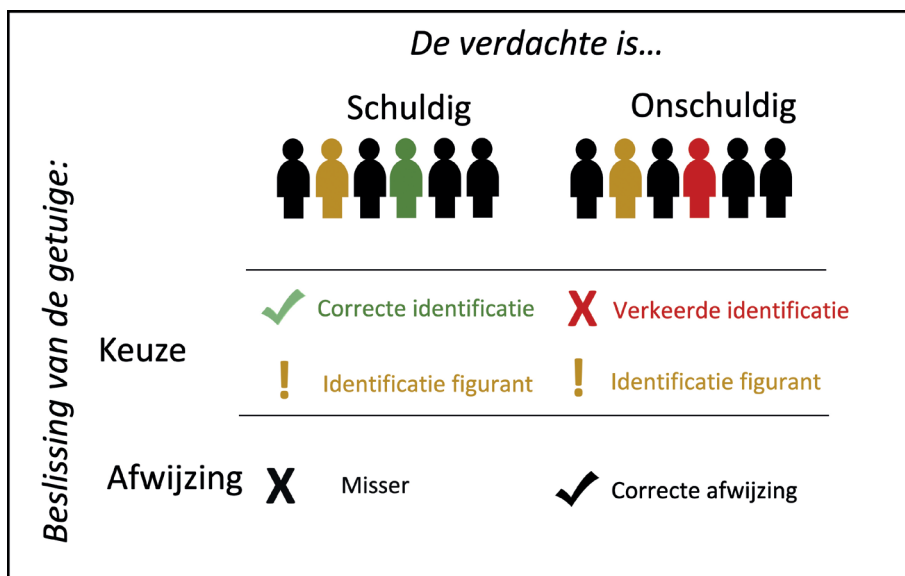 De verdachte is...
Schuldig
Onschuldig
Beslissing van de getuige:
Keuze
Correcte identificatie
X Verkeerde identificatie
! Identificatie figurant
! Identificatie figurant
Afwijzing
X Misser
Correcte afwijzing